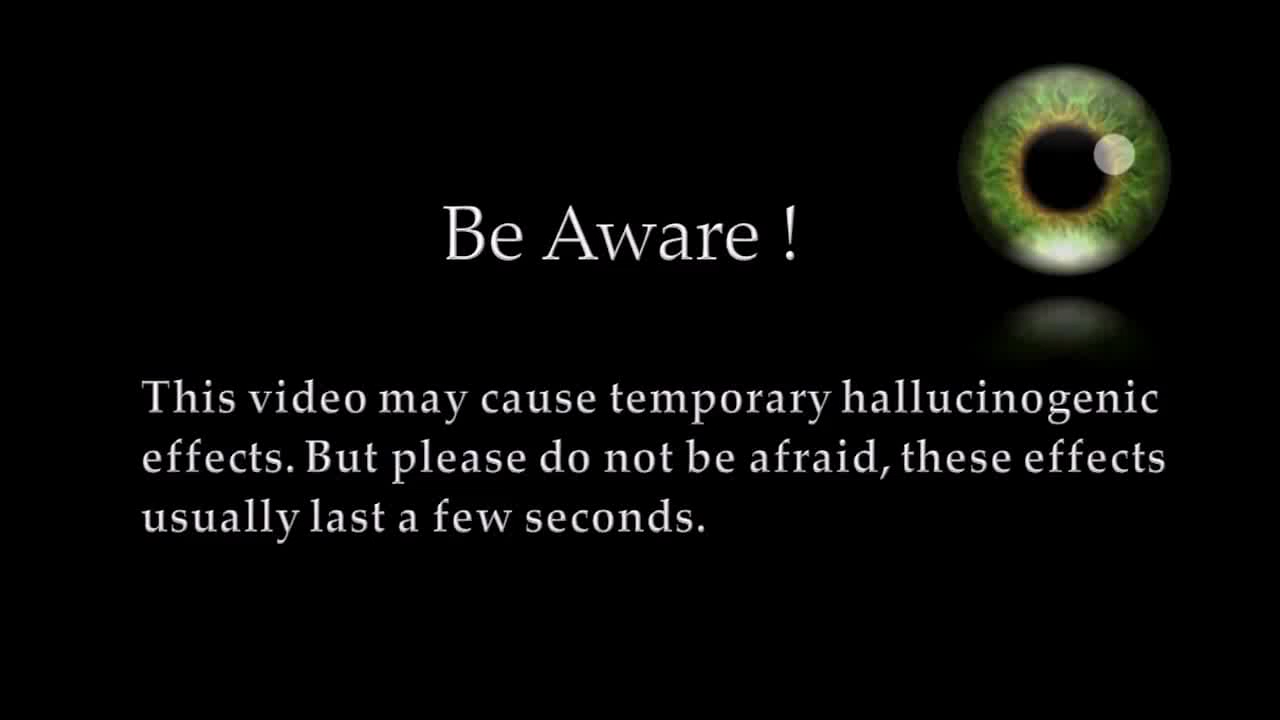 Be Aware !
This video may cause temporary hallucinogenic
effects. But please do not be afraid, these effects
usually last a few seconds.